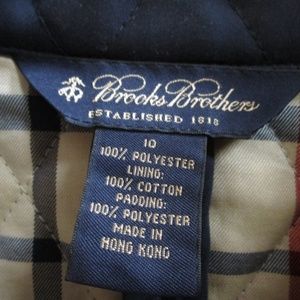 Brooks Brothers
ESTABLISHED 1818
10
100% POLYESTER
LINING:
100% COTTON
PADDING:
100% POLYESTER
MADE IN
HONG KONG